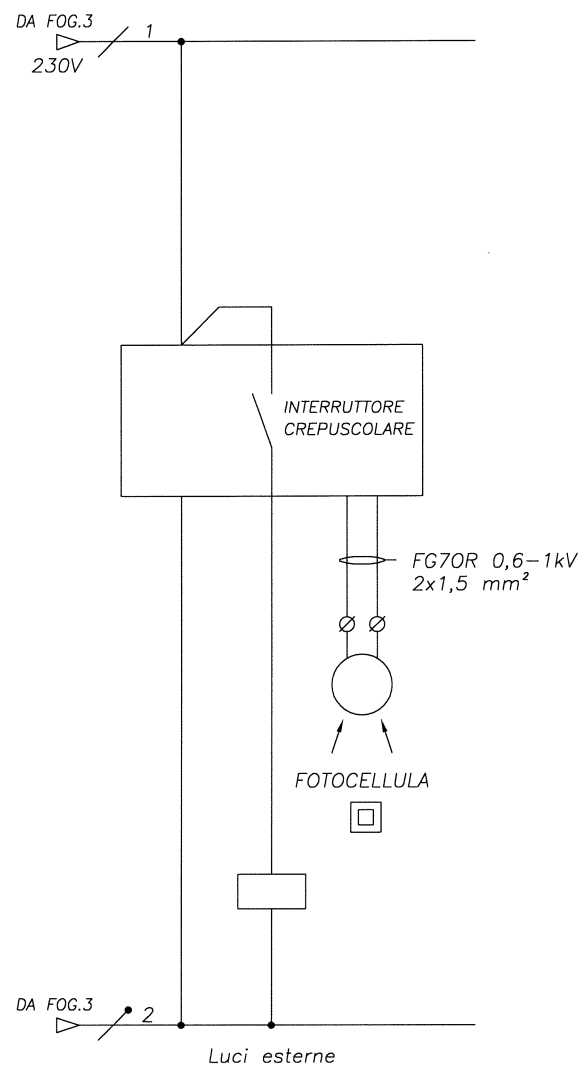 DA FOG.3
1
230V
INTERRUTTORE
CREPUSCOLARE
FG7OR 0,6-1kV
2x1,5 mm²
FOTOCELLULA
DA FOG.3
2
Luci esterne